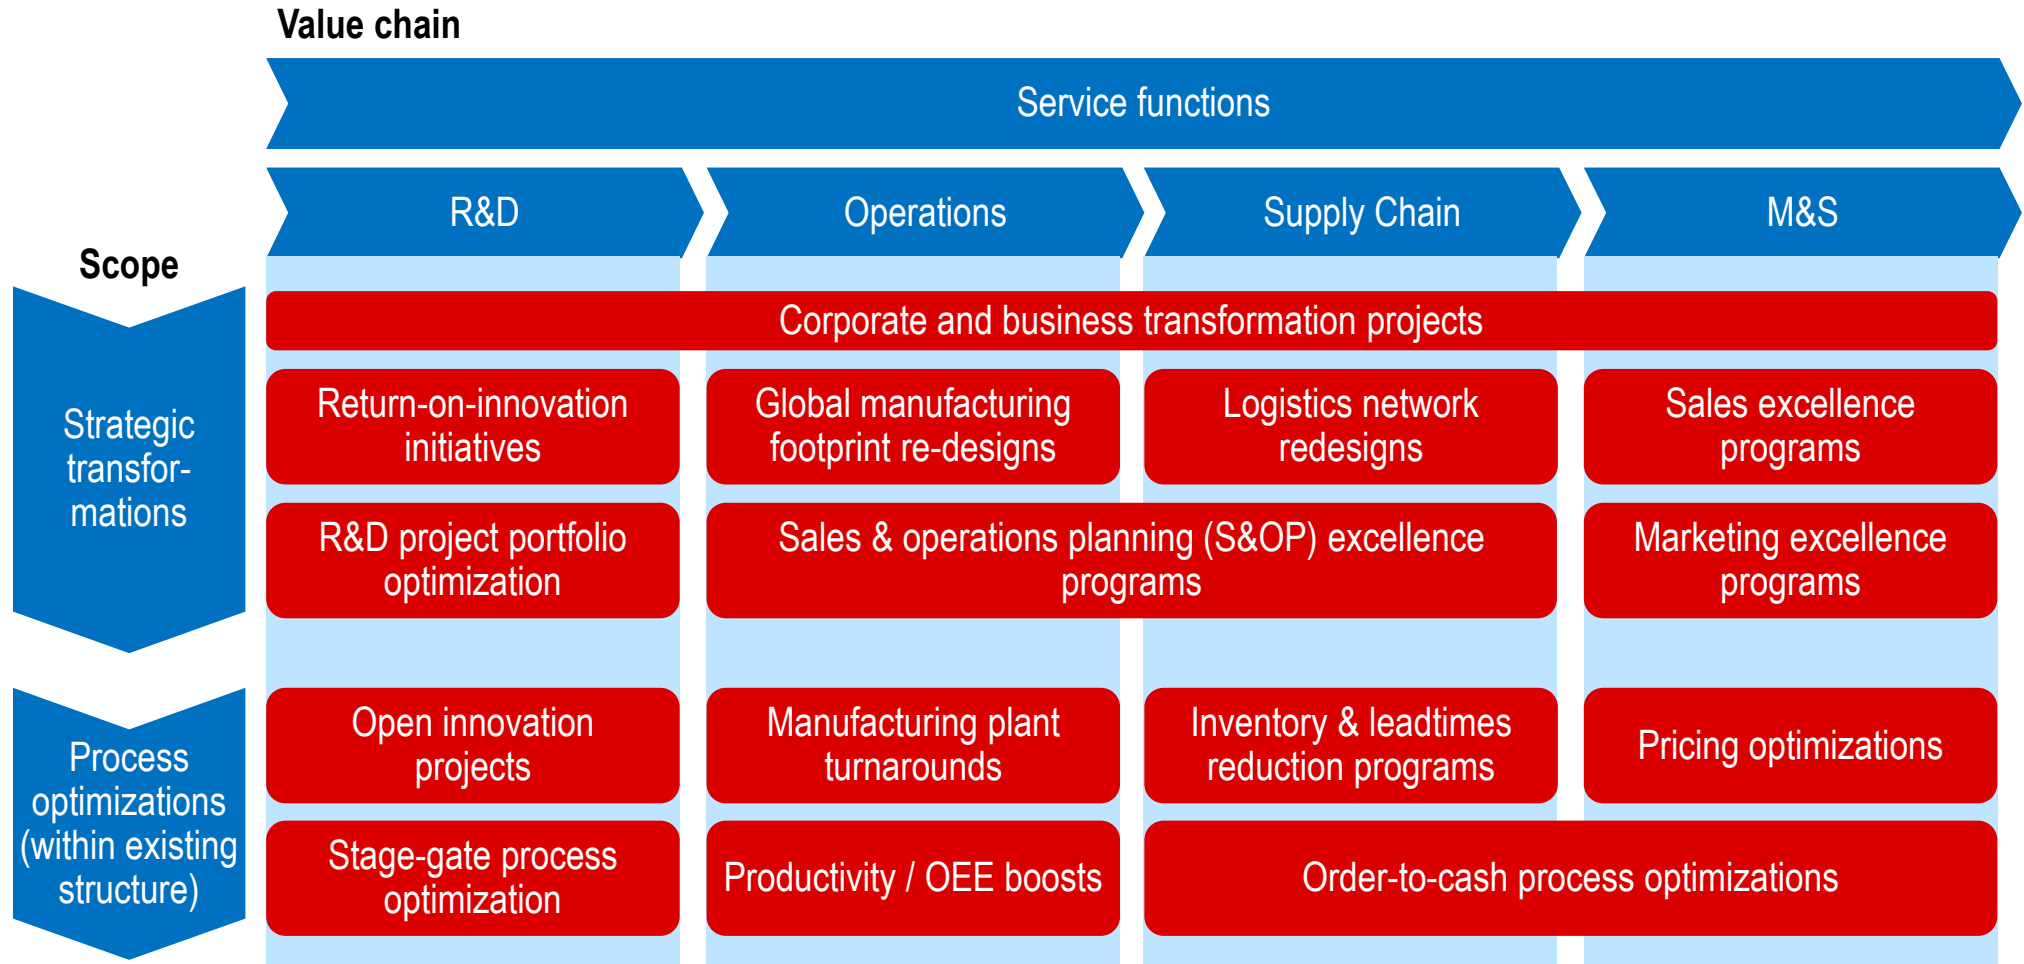 Value chain
Service functions
R&D
Operations
Supply Chain
M&S
Scope
Strategic
transfor-
mations
Corporate and business transformation projects
Return-on-innovation
initiatives
Global manufacturing
footprint re-designs
Logistics network
redesigns
Sales excellence
programs
R&D project portfolio
optimization
Sales & operations planning (S&OP) excellence
programs
Marketing excellence
programs
Process
optimizations
(within existing
structure)
Open innovation
projects
Manufacturing plant
turnarounds
Inventory & leadtimes
reduction programs
Pricing optimizations
Stage-gate process
optimization
Productivity / OEE boosts
Order-to-cash process optimizations